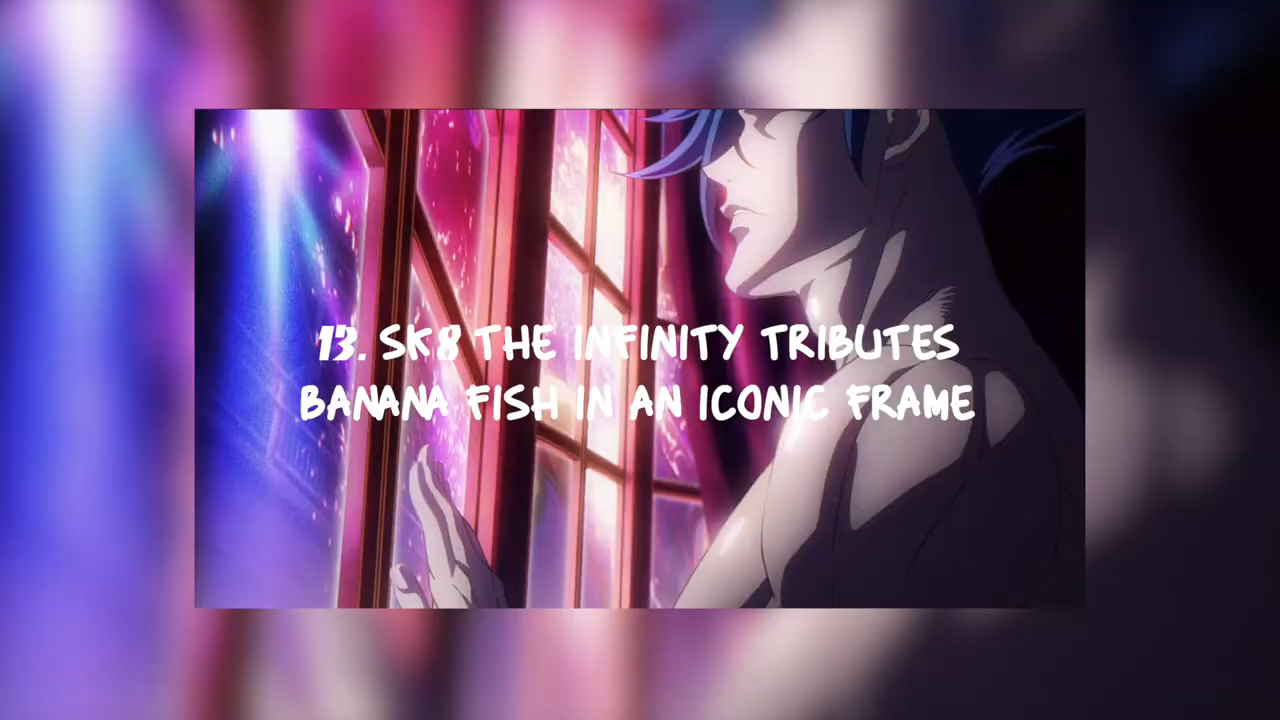 13. SK8 THE INFINITY TRIBUTES
BANANA FISH IN AN ICONIC FRAME